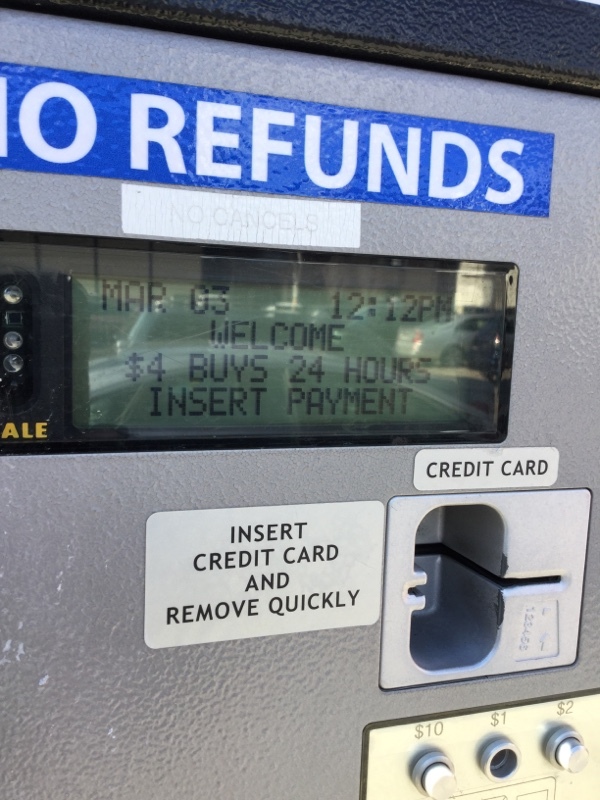 NO REFUNDS
NO CANCELS
MAR 03 12:12PM
WELCOME
$4 BUYS 24 HOURS
INSERT PAYMENT
ALE
CREDIT CARD
INSERT
CREDIT CARD
AND
REMOVE QUICKLY
$10 $1 $2